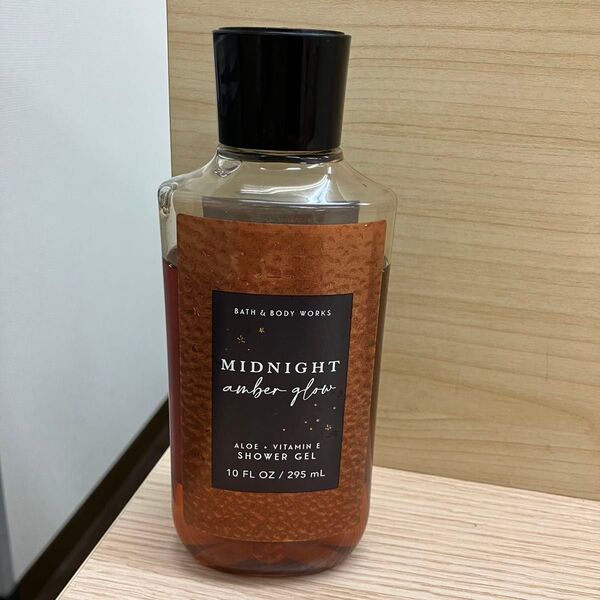 BATH & BODY WORKS
MIDNIGHT
amber glow
ALOE + VITAMIN E
SHOWER GEL
10 FL OZ / 295 mL